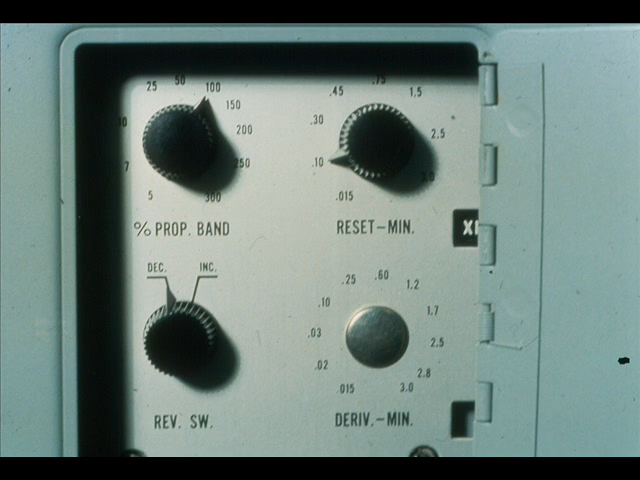 25 50 100
150
10 200
7 250
5 300
% PROP. BAND
.45 .75 1.5
.30 2.5
.10 3.0
.015
RESET-MIN.
DEC. INC.
REV. SW.
.25 .60 1.2
.10 1.7
.03 2.5
.02 2.8
.015 3.0
DERIV.-MIN.